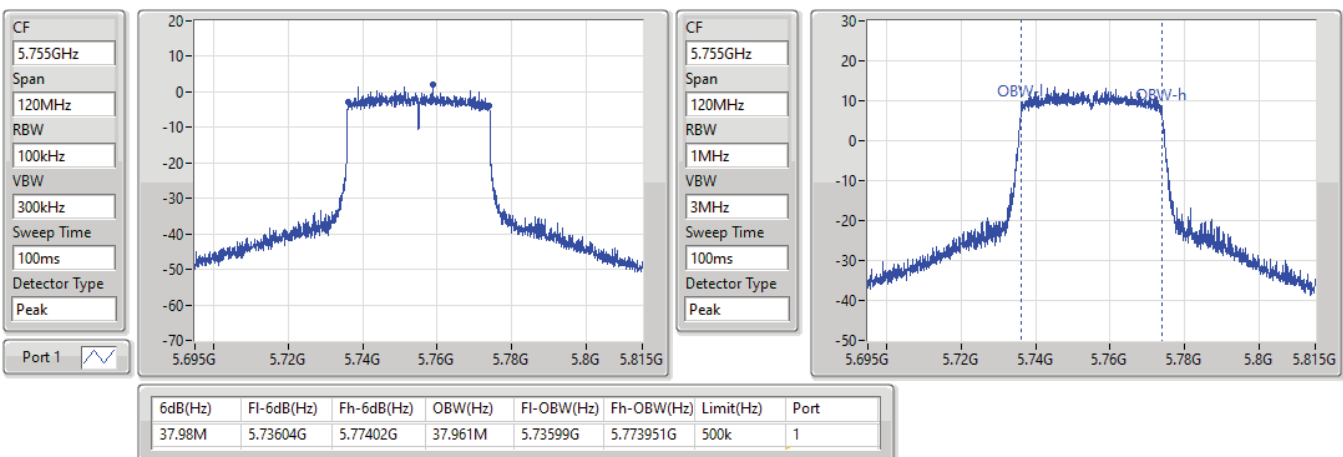 CF
5.755GHz
Span
120MHz
RBW
100kHz
VBW
300kHz
Sweep Time
100ms
Detector Type
Peak
Port 1
20
10
0
-10
-20
-30
-40
-50
-60
-70
5.695G 5.72G 5.74G 5.76G 5.78G 5.8G 5.815G
CF
5.755GHz
Span
120MHz
RBW
1MHz
VBW
3MHz
Sweep Time
100ms
Detector Type
Peak
30
20
10
0
-10
-20
-30
-40
-50
OBW-l OBW-h
5.695G 5.72G 5.74G 5.76G 5.78G 5.8G 5.815G
6dB(Hz) Fl-6dB(Hz) Fh-6dB(Hz) OBW(Hz) Fl-OBW(Hz) Fh-OBW(Hz) Limit(Hz) Port
37.98M 5.73604G 5.77402G 37.961M 5.73599G 5.773951G 500k 1